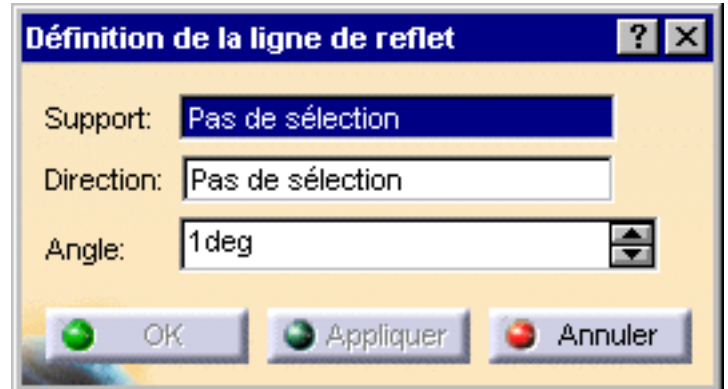 Définition de la ligne de reflet ? X
Support: Pas de sélection
Direction: Pas de sélection
Angle: 1deg
OK Appliquer Annuler